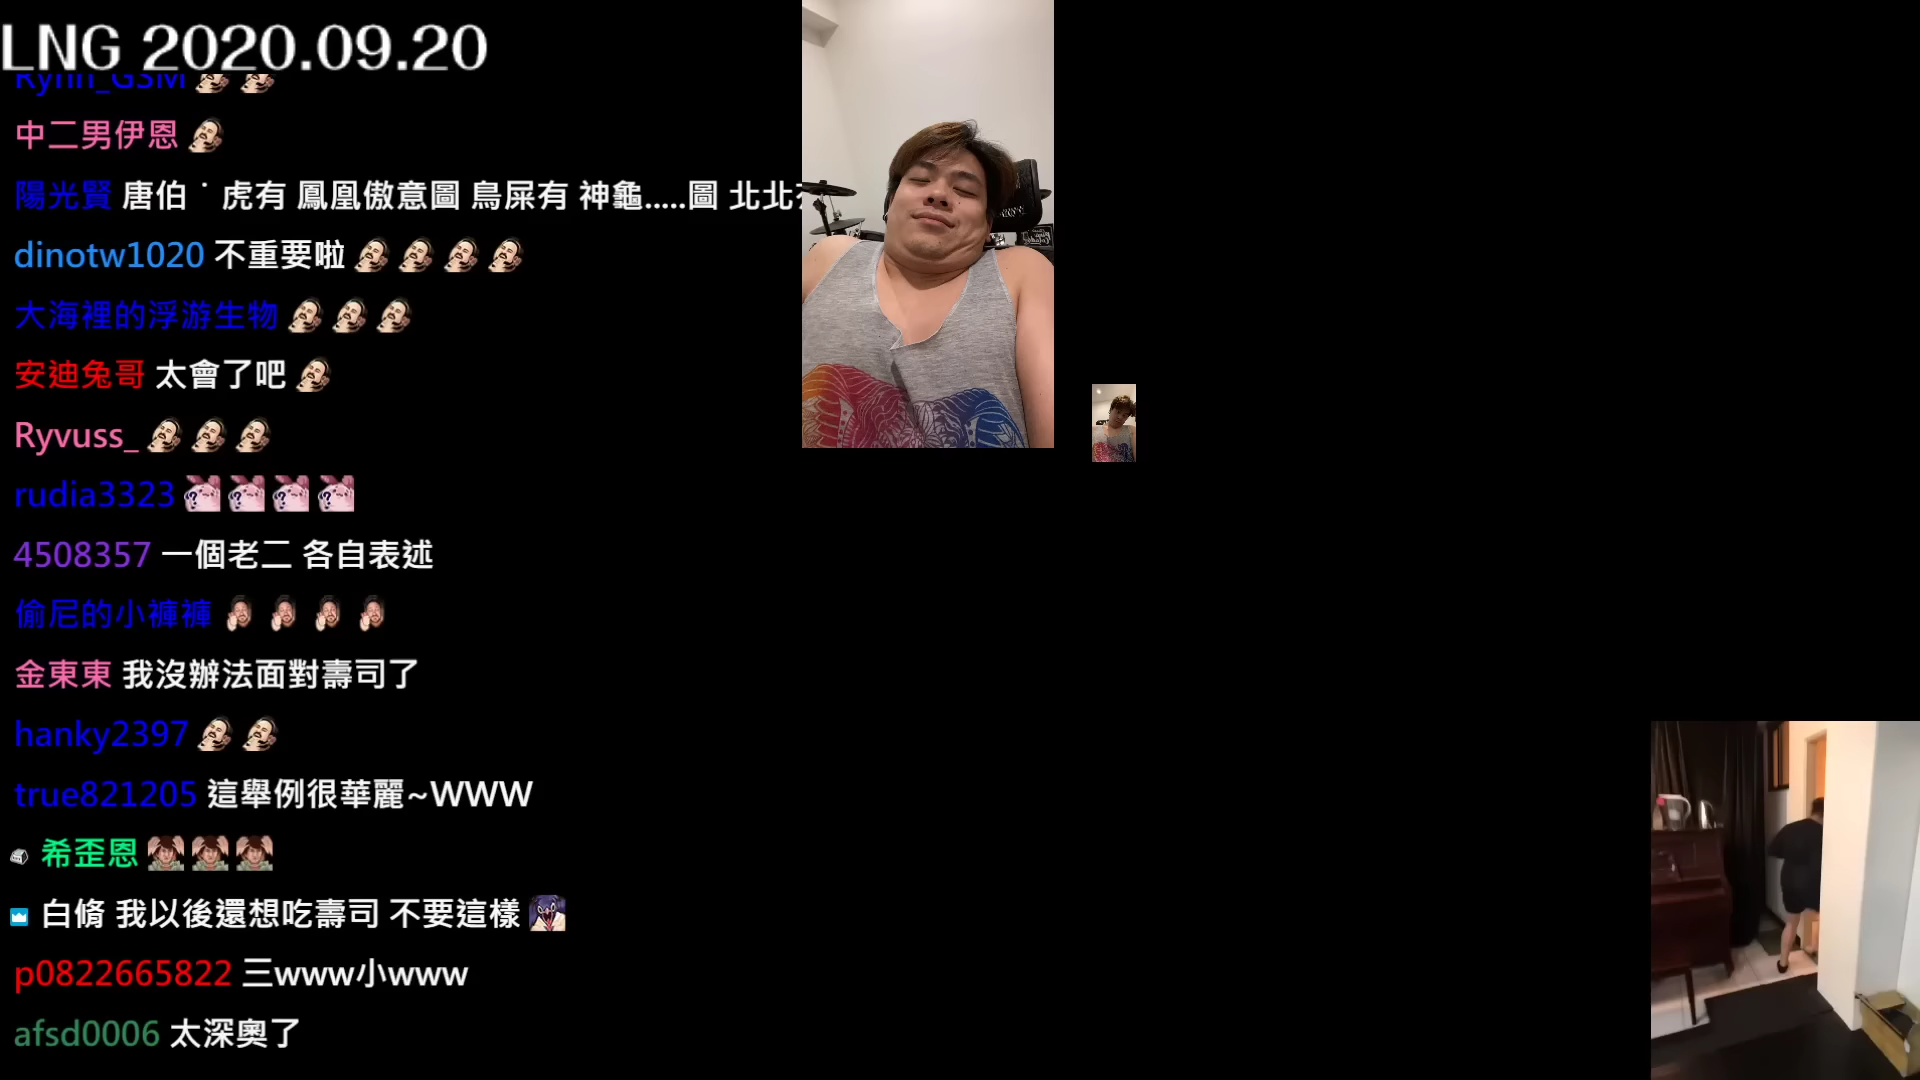 LNG 2020.09.20
Rynn_GSM
中二男伊恩
陽光賢 唐伯˙虎有 鳳凰傲意圖 鳥屎有 神龜.....圖 北北
dinotw1020 不重要啦
大海裡的浮游生物
安迪兔哥 太會了吧
Ryvuss_
rudia3323
4508357 一個老二 各自表述
偷尼的小褲褲
金東東 我沒辦法面對壽司了
hanky2397
true821205 這舉例很華麗~WWW
希歪恩
白脩 我以後還想吃壽司 不要這樣
p0822665822 三www小www
afsd0006 太深奧了